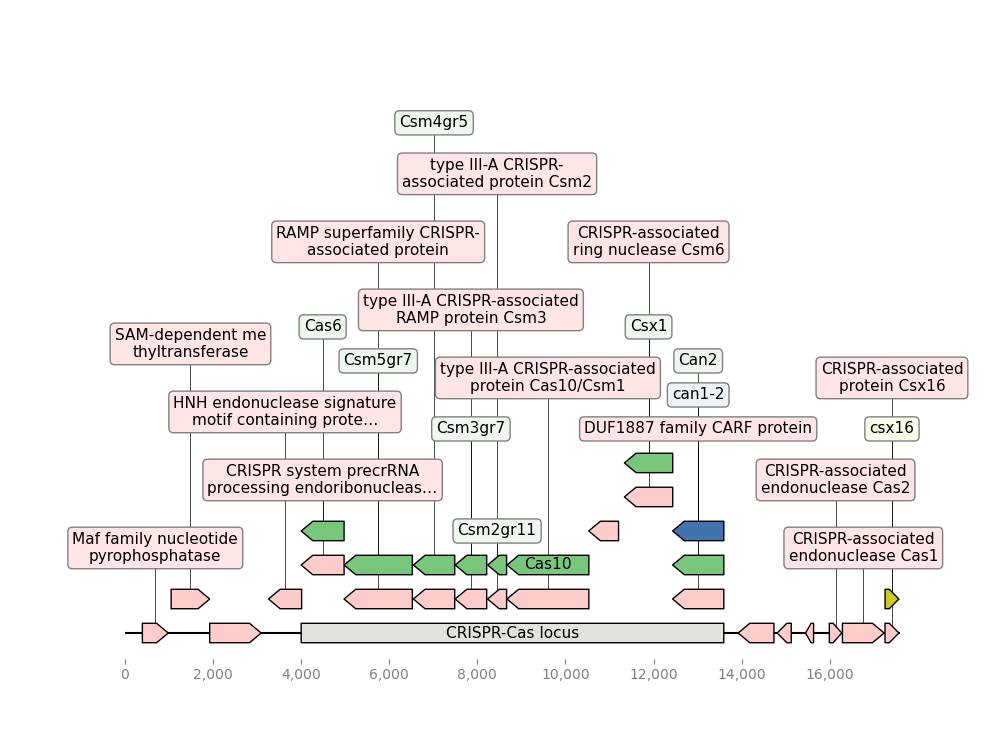 Csm4gr5
type III-A CRISPR-
associated protein Csm2
RAMP superfamily CRISPR-
associated protein
CRISPR-associated
ring nuclease Csm6
type III-A CRISPR-associated
RAMP protein Csm3
Cas6
Csx1
SAM-dependent me
thyltransferase
Csm5gr7
Can2
type III-A CRISPR-associated
protein Cas10/Csm1
CRISPR-associated
protein Csx16
can1-2
HNH endonuclease signature
motif containing prote…
Csm3gr7
DUF1887 family CARF protein
csx16
CRISPR system precrRNA
processing endoribonucleas…
CRISPR-associated
endonuclease Cas2
Csm2gr11
Maf family nucleotide
pyrophosphatase
CRISPR-associated
endonuclease Cas1
Cas10
CRISPR-Cas locus
0 2,000 4,000 6,000 8,000 10,000 12,000 14,000 16,000